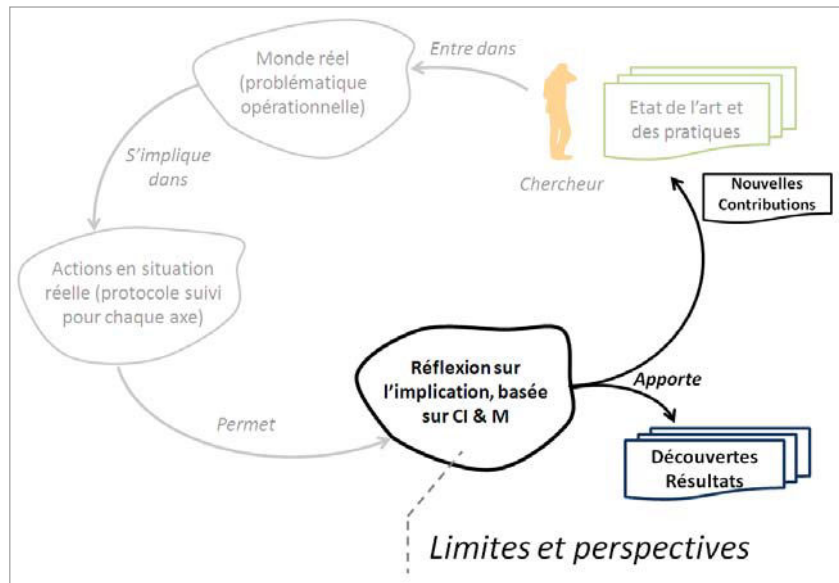 Monde réel
(problématique
opérationnelle)
Entre dans
Etat de l'art et
des pratiques
S'implique
dans
Chercheur
Nouvelles
Contributions
Actions en situation
réelle (protocole suivi
pour chaque axe)
Réflexion sur
l'implication, basée
sur CI & M
Apporte
Permet
Découvertes
Résultats
Limites et perspectives